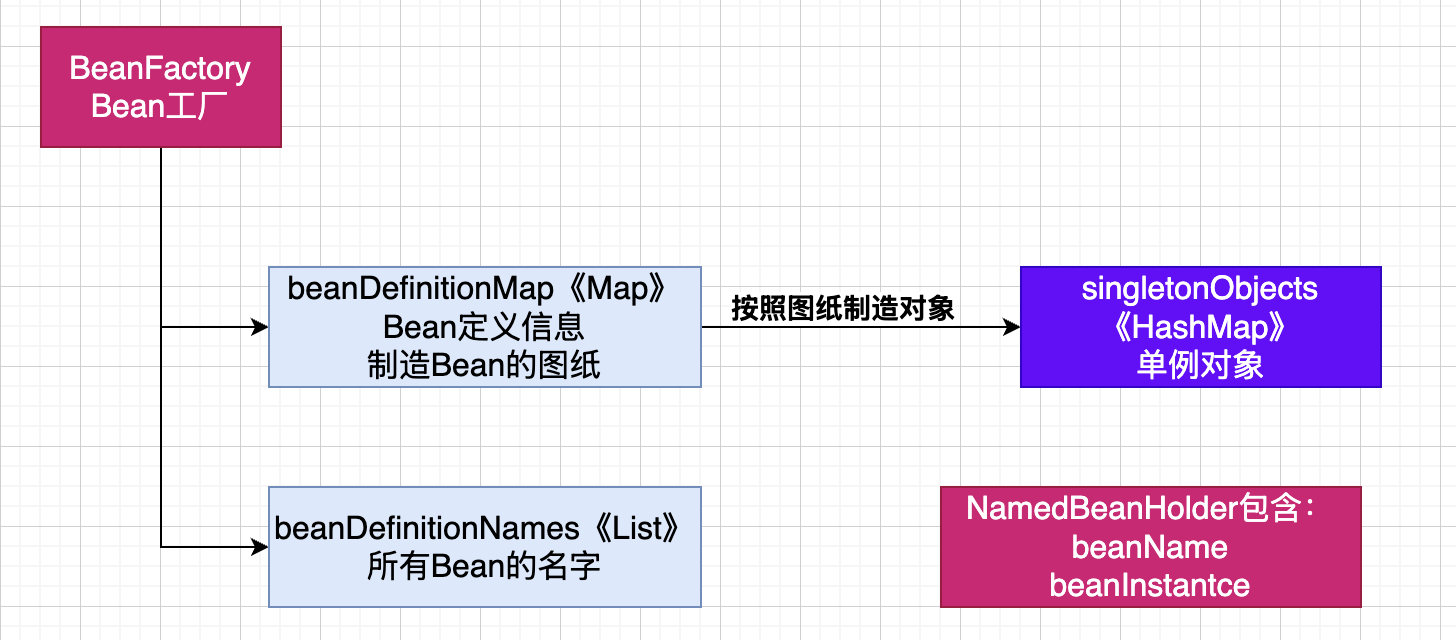 BeanFactory
Bean工厂
beanDefinitionMap《Map》
Bean定义信息
制造Bean的图纸
按照图纸制造对象
singletonObjects
《HashMap》
单例对象
beanDefinitionNames《List》
所有Bean的名字
NamedBeanHolder包含：
beanName
beanInstantce